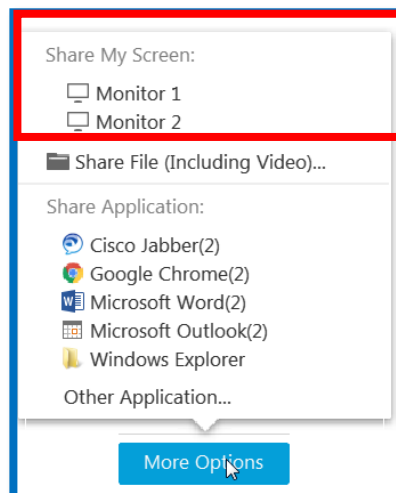 Share My Screen:
Monitor 1
Monitor 2
Share File (Including Video)...
Share Application:
Cisco Jabber(2)
Google Chrome(2)
Microsoft Word(2)
Microsoft Outlook(2)
Windows Explorer
Other Application...
More Options